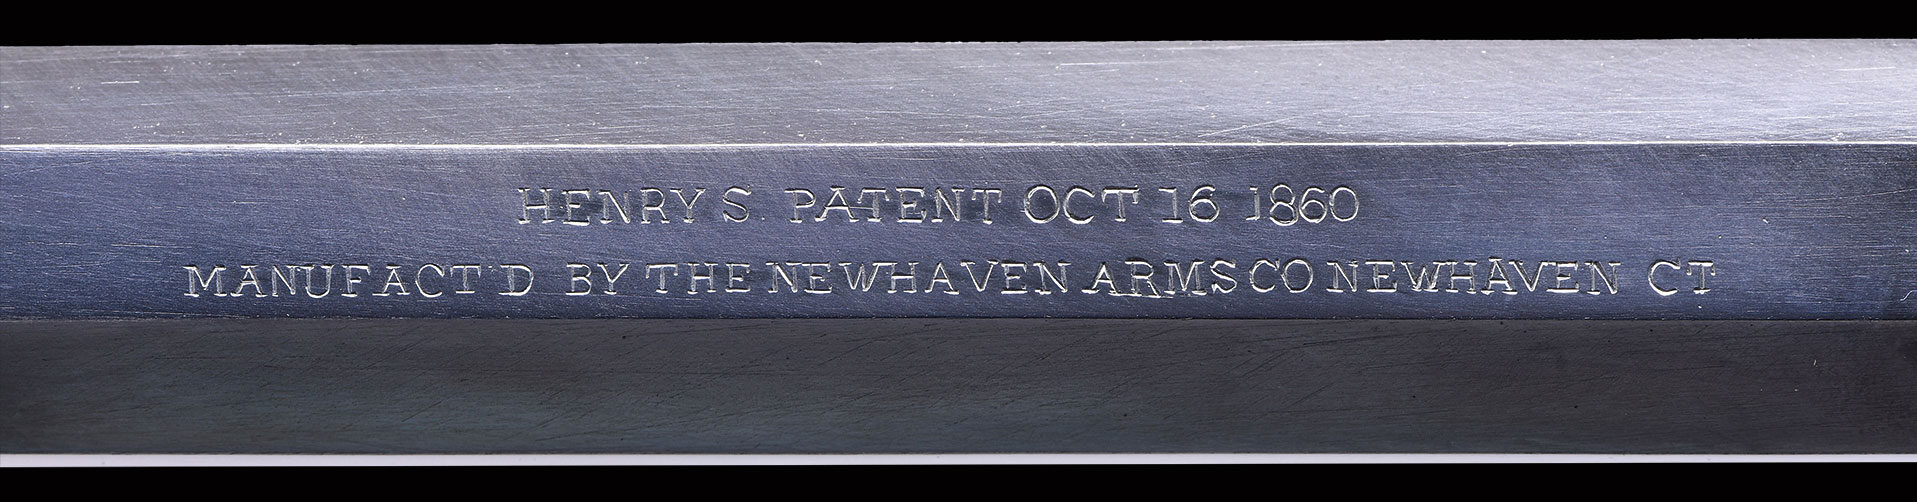 HENRY S PATENT OCT 16 1860
MANUFACT'D BY THE NEWHAVEN ARMS CO NEWHAVEN CT